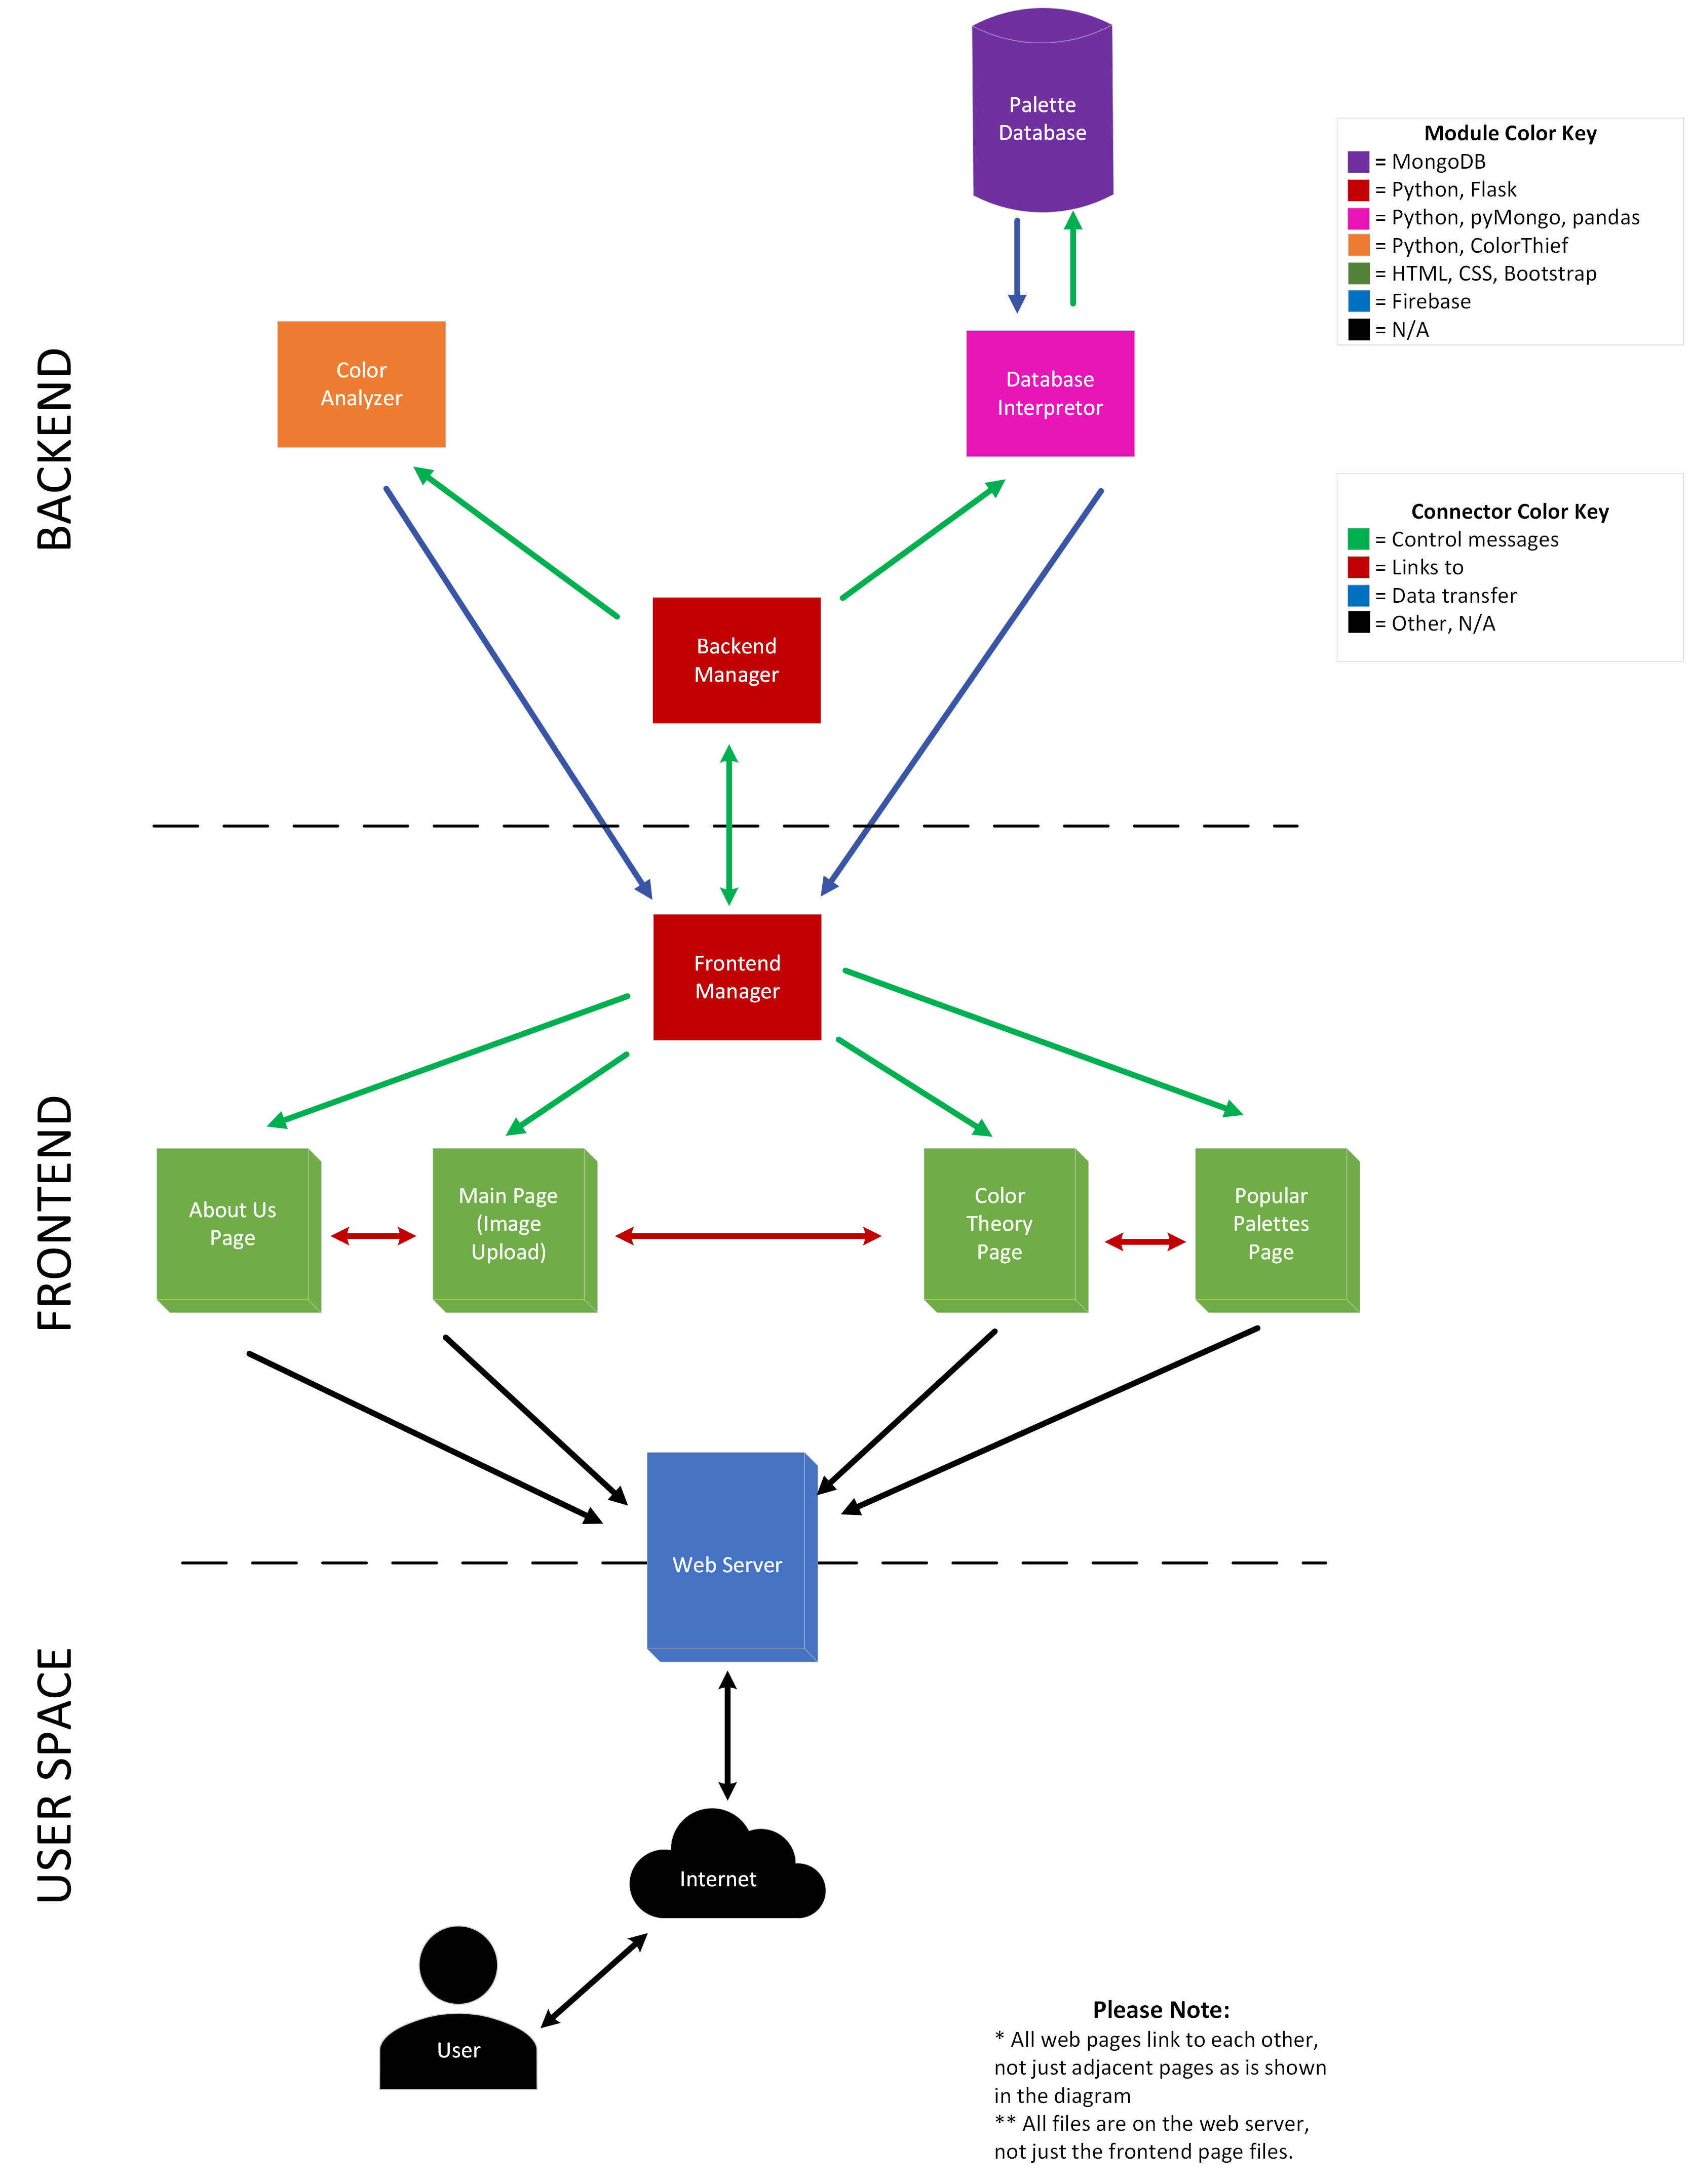 Palette
Database
Module Color Key
= MongoDB
= Python, Flask
= Python, pyMongo, pandas
= Python, ColorThief
= HTML, CSS, Bootstrap
= Firebase
= N/A
BACKEND
Color
Analyzer
Database
Interpretor
Connector Color Key
= Control messages
= Links to
= Data transfer
= Other, N/A
Backend
Manager
FRONTEND
Frontend
Manager
About Us
Page
Main Page
(Image
Upload)
Color
Theory
Page
Popular
Palettes
Page
Web Server
USER SPACE
Internet
User
Please Note:
* All web pages link to each other,
not just adjacent pages as is shown
in the diagram
** All files are on the web server,
not just the frontend page files.